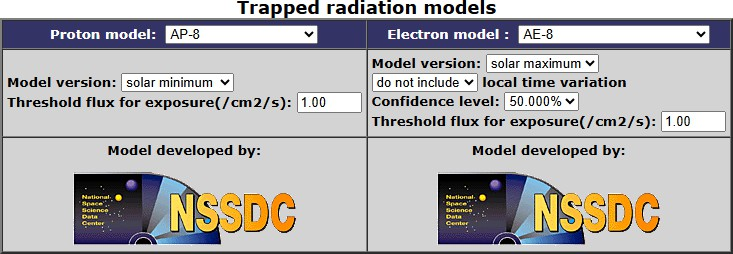 Trapped radiation models
Proton model: AP-8
Electron model : AE-8
Model version: solar minimum
Threshold flux for exposure(/cm2/s): 1.00
Model version: solar maximum
do not include local time variation
Confidence level: 50.000%
Threshold flux for exposure(/cm2/s): 1.00
Model developed by:
National
Space
Science
Data
Center
NSSDC
Model developed by:
National
Space
Science
Data
Center
NSSDC